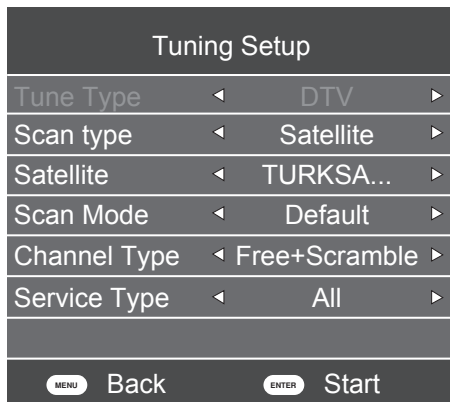 Tuning Setup
Tune Type DTV
Scan type Satellite
Satellite TURKSA...
Scan Mode Default
Channel Type Free+Scramble
Service Type All
MENU Back ENTER Start